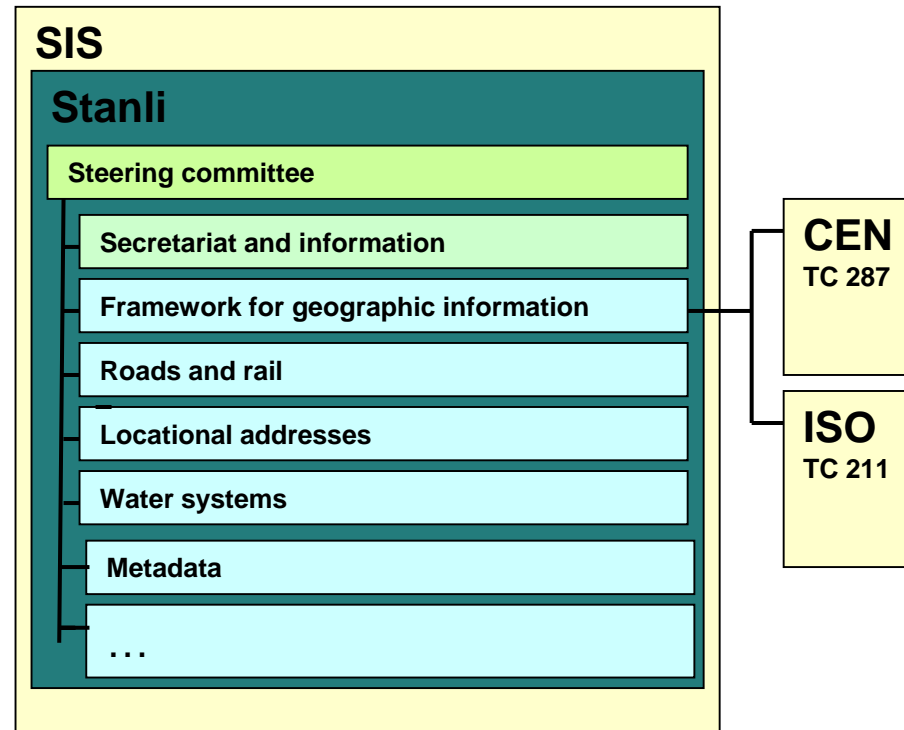 SIS
Stanli
Steering committee
Secretariat and information
Framework for geographic information
Roads and rail
Locational addresses
Water systems
Metadata
. . .
CEN
TC 287
ISO
TC 211